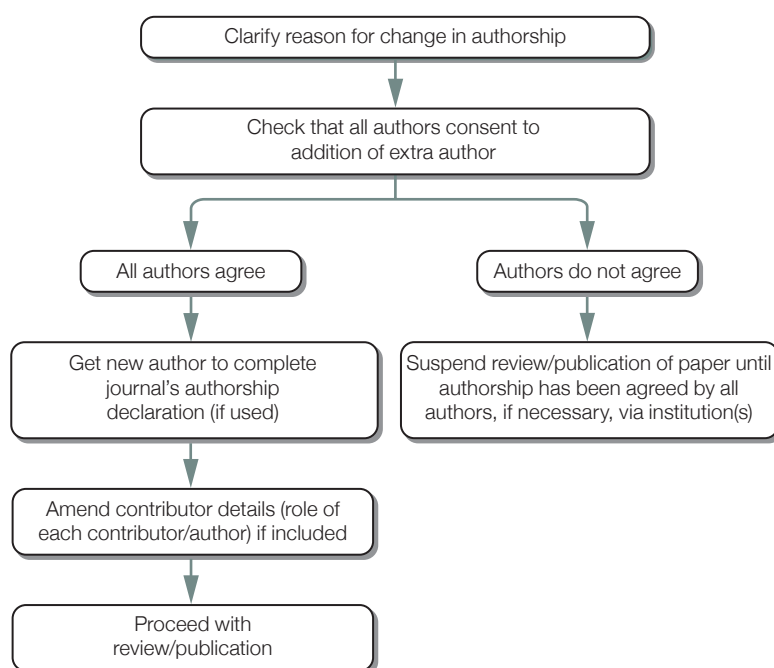 Clarify reason for change in authorship
Check that all authors consent to
addition of extra author
All authors agree
Authors do not agree
Get new author to complete
journal's authorship
declaration (if used)
Suspend review/publication of paper until
authorship has been agreed by all
authors, if necessary, via institution(s)
Amend contributor details (role of
each contributor/author) if included
Proceed with
review/publication